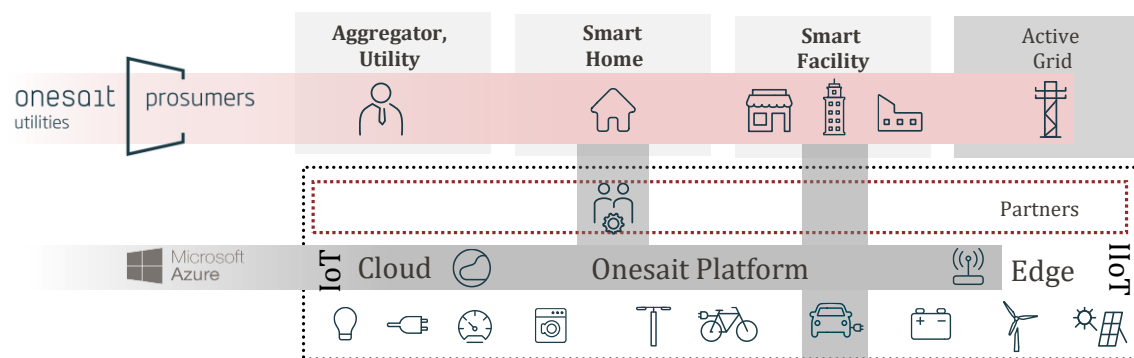 Aggregator,
Utility
Smart
Home
Smart
Facility
Active
Grid
onesait
utilities
prosumers
Partners
Microsoft
Azure
IoT
Cloud
Onesait Platform
Edge
IIoT